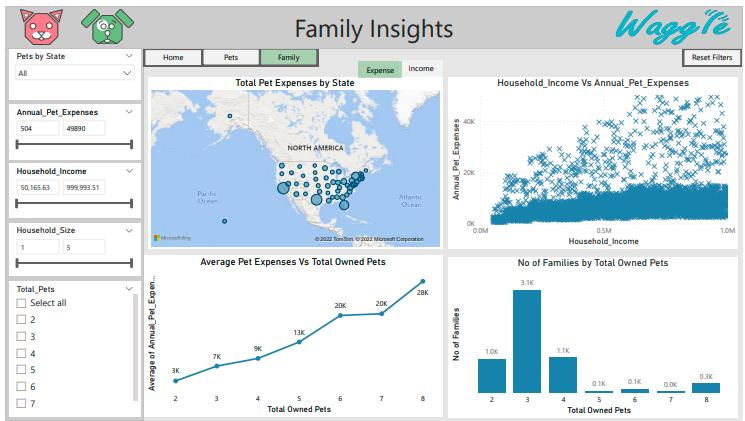 Family Insights
Waggle
Pets by State
All
Annual_Pet_Expenses
504 49890
Household_Income
50,165.63 999,993.51
Household_Size
1 5
Total_Pets
Select all
2
3
4
5
6
7
Home Pets Family
Expense Income
Reset Filters
Total Pet Expenses by State
NORTH AMERICA
Pacific
Ocean
Atlantic
Ocean
Microsoft Bing
© 2022 TomTom, © 2022 Microsoft Corporation
Household_Income Vs Annual_Pet_Expenses
Annual_Pet_Expenses
40K
20K
0K
0.0M 0.5M 1.0M
Household_Income
Average Pet Expenses Vs Total Owned Pets
Average of Annual_Pet_Expen...
3K
7K
9K
13K
20K
20K
28K
2 3 4 5 6 7 8
Total Owned Pets
No of Families by Total Owned Pets
No of Families
1.0K
3.1K
1.1K
0.1K
0.1K
0.0K
0.3K
2 3 4 5 6 7 8
Total Owned Pets